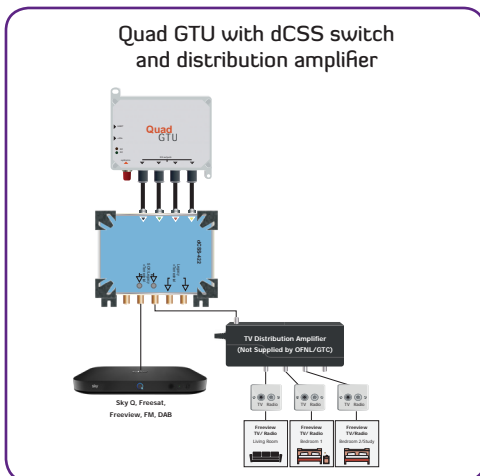 Quad GTU with dCSS switch
and distribution amplifier
Quad
GTU
dCSS-422
TV Distribution Amplifier
(Not Supplied by OFNL/GTC)
sky
Sky Q, Freesat,
Freeview, FM, DAB
TV Radio
TV Radio
TV Radio
Freeview
TV/ Radio
Living Room
Freeview
TV/ Radio
Bedroom 1
Freeview
TV/Radio
Bedroom 2/Study